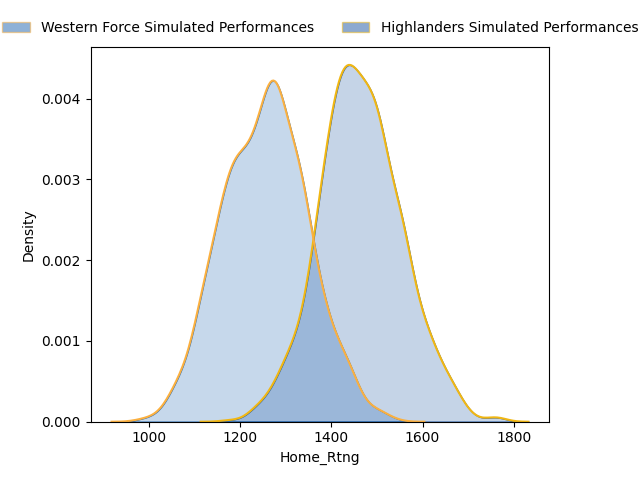 Western Force Simulated Performances Highlanders Simulated Performances
0.004
0.003
0.002
0.001
0.000
Density
1000 1200 1400 1600 1800
Home_Rtng